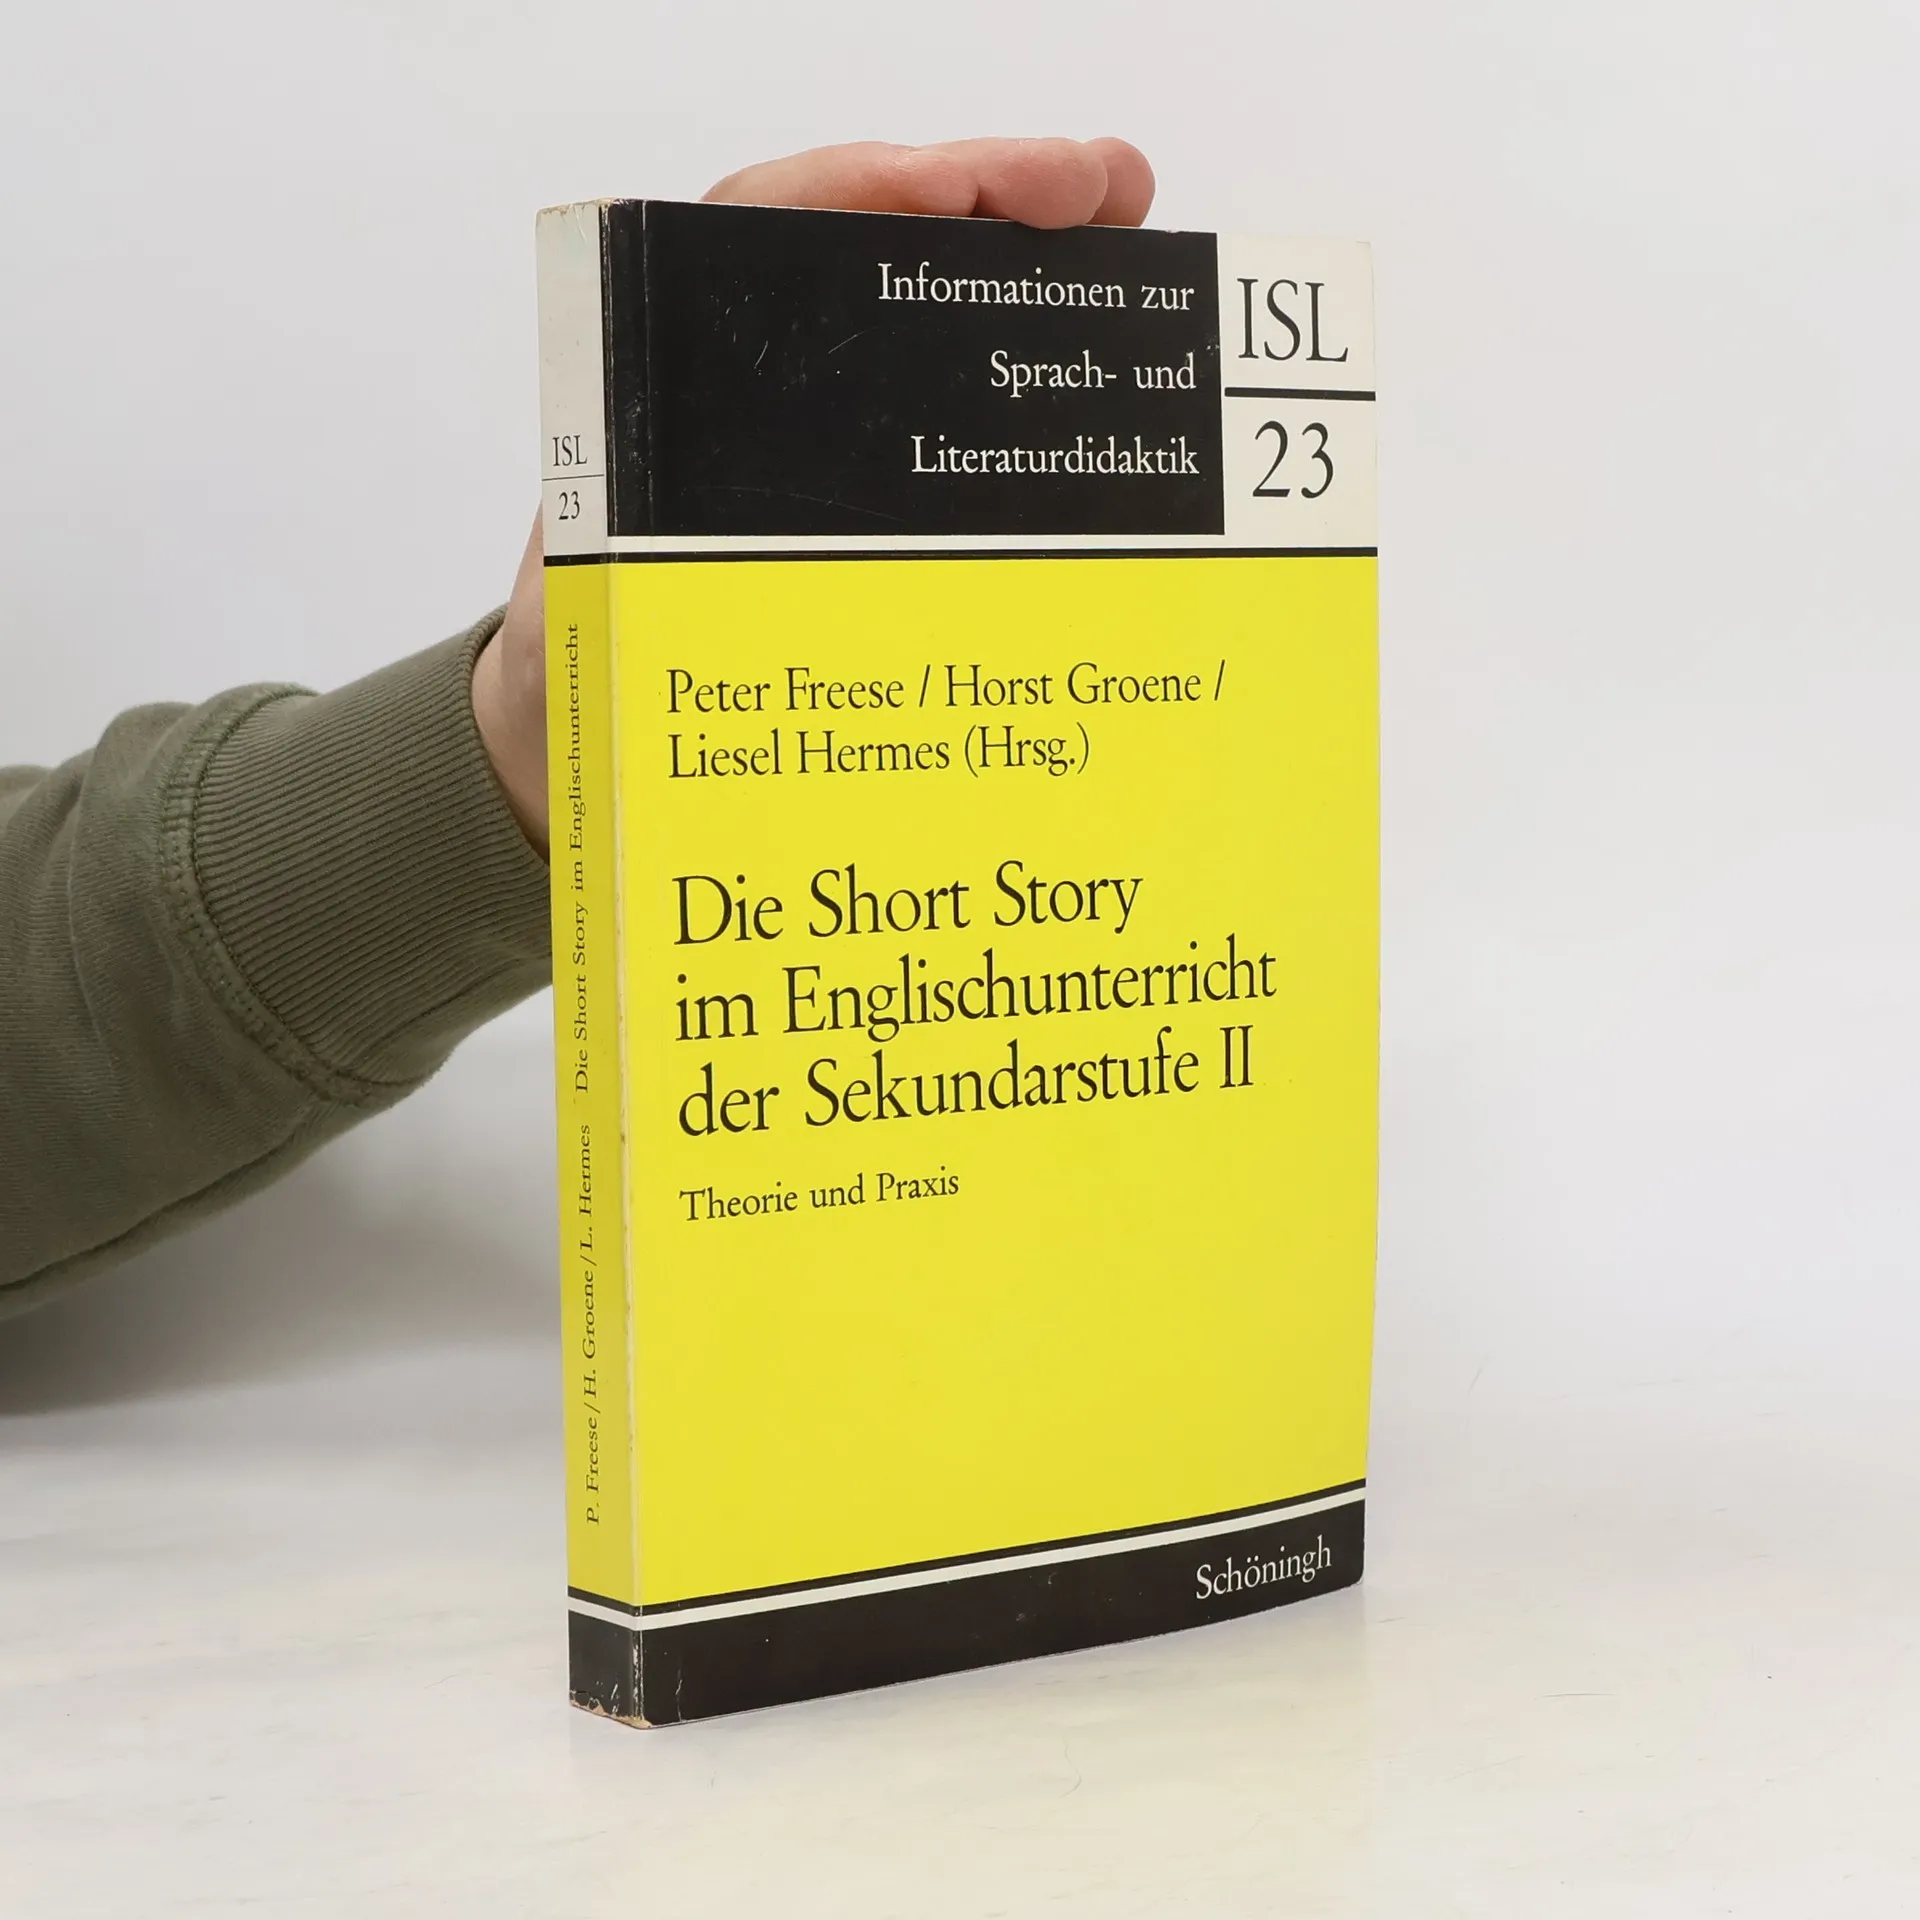 Informationen zur
Sprach- und
Literaturdidaktik
ISL
23
Peter Freese / Horst Groene /
Liesel Hermes (Hrsg.)
Die Short Story
im Englischunterricht
der Sekundarstufe II
Theorie und Praxis
Schöningh
ISL
23
P. Freese/H. Groene/L. Hermes Die Short Story im Englischunterricht